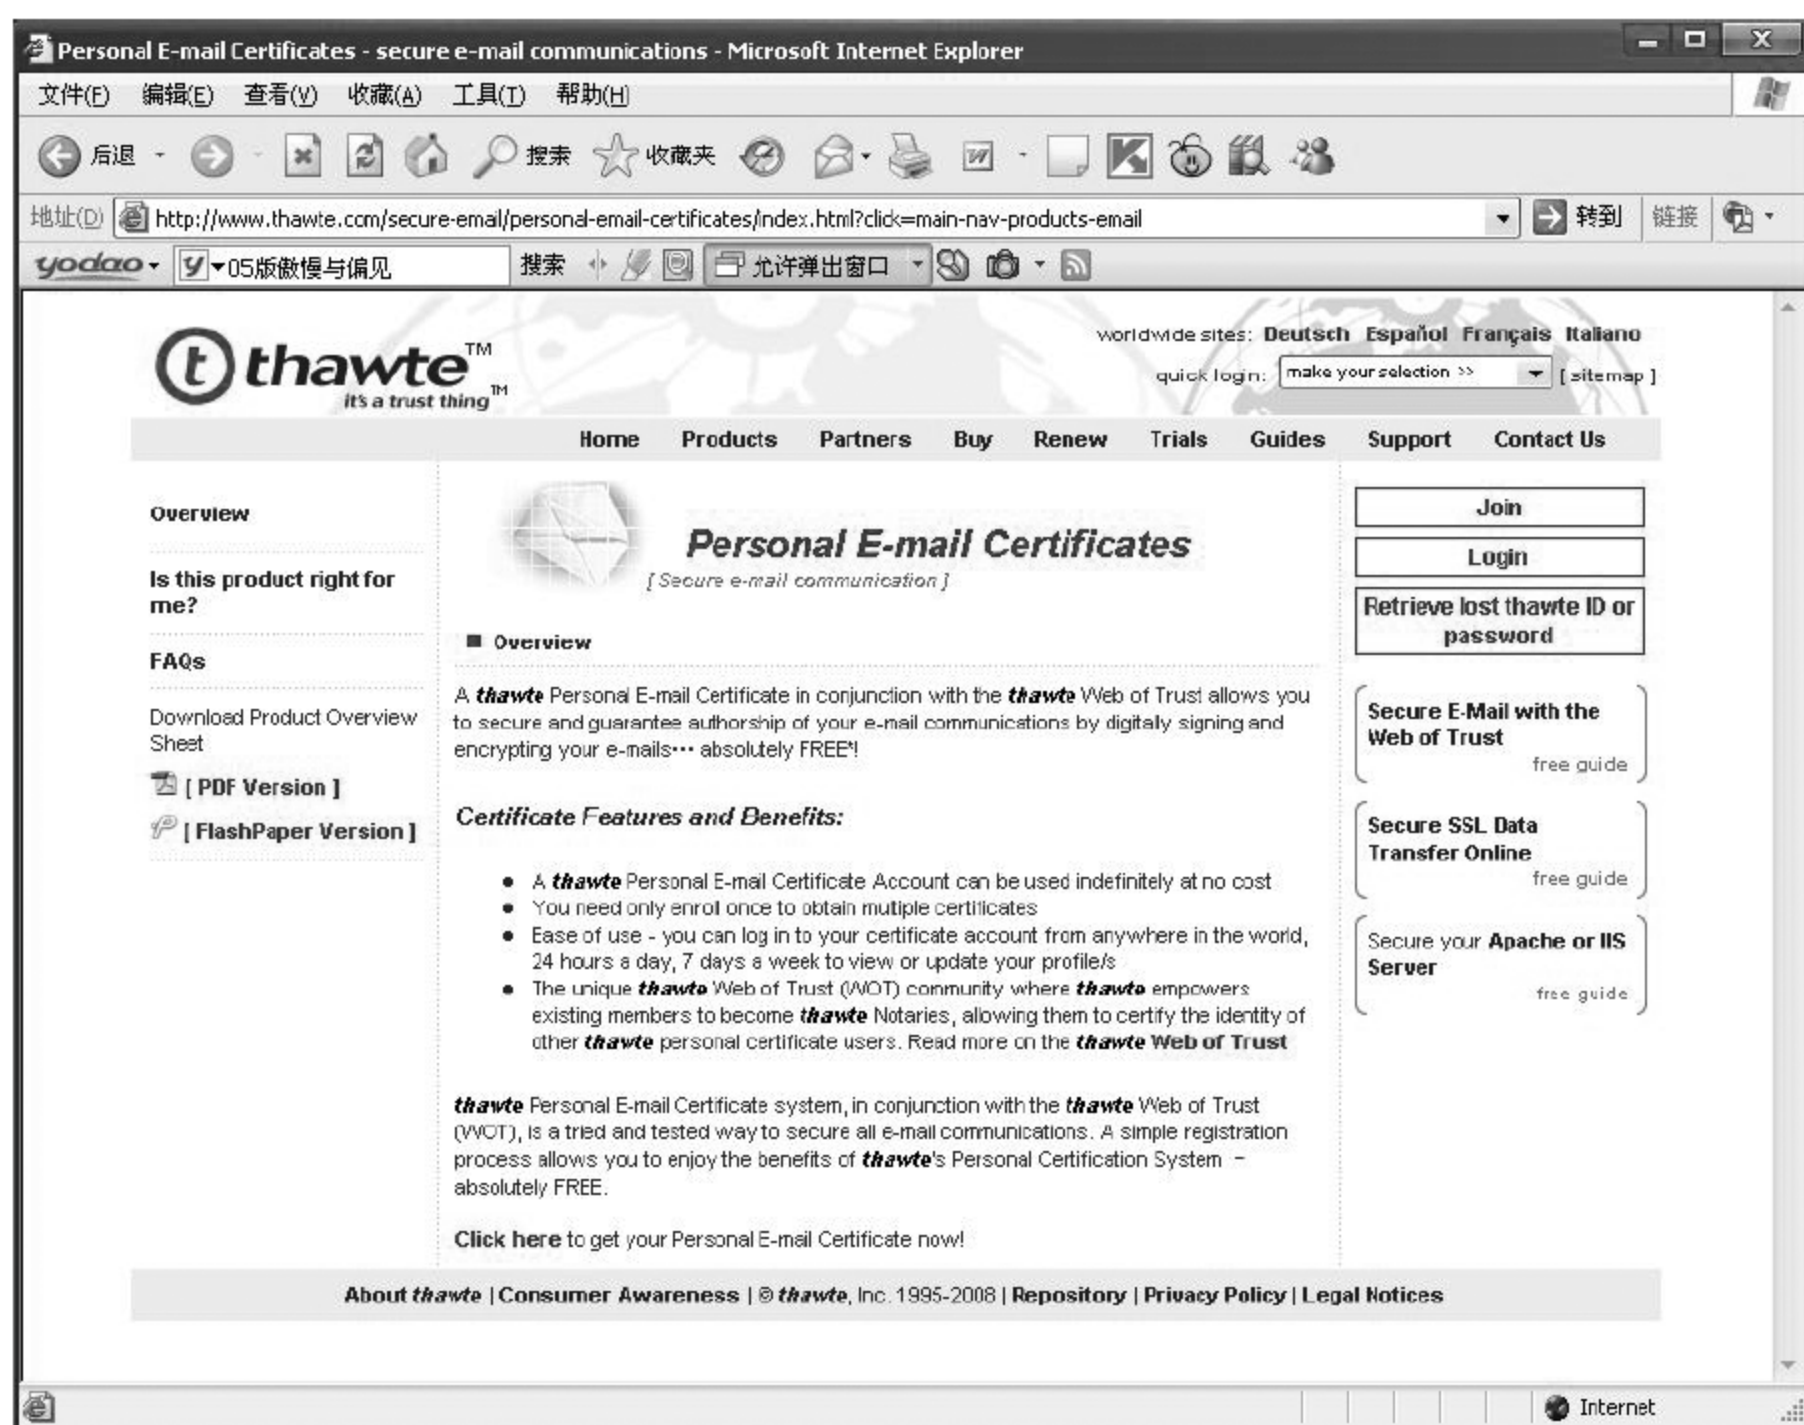 Personal E-mail Certificates - secure e-mail communications - Microsoft Internet Explorer
文件(F) 编辑(E) 查看(V) 收藏(A) 工具(T) 帮助(H)
后退 搜索 收藏夹
地址(D) http://www.thawte.com/secure-email/personal-email-certificates/index.html?click=main-nav-products-email 转到 链接
yodao 05版傲慢与偏见 搜索 允许弹出窗口
thawte™
it's a trust thing™
worldwide sites: Deutsch Español Français Italiano
quick login: make your selection >> [ sitemap ]
Home Products Partners Buy Renew Trials Guides Support Contact Us
Overview
Is this product right for
me?
FAQs
Download Product Overview
Sheet
[ PDF Version ]
[ FlashPaper Version ]
Personal E-mail Certificates
[ Secure e-mail communication ]
Overview
A thawte Personal E-mail Certificate in conjunction with the thawte Web of Trust allows you
to secure and guarantee authorship of your e-mail communications by digitally signing and
encrypting your e-mails··· absolutely FREE*!
Certificate Features and Benefits:
● A thawte Personal E-mail Certificate Account can be used indefinitely at no cost
● You need only enroll once to obtain multiple certificates
● Ease of use - you can log in to your certificate account from anywhere in the world,
24 hours a day, 7 days a week to view or update your profile/s
● The unique thawte Web of Trust (WOT) community where thawte empowers
existing members to become thawte Notaries, allowing them to certify the identity of
other thawte personal certificate users. Read more on the thawte Web of Trust
thawte Personal E-mail Certificate system, in conjunction with the thawte Web of Trust
(WOT), is a tried and tested way to secure all e-mail communications. A simple registration
process allows you to enjoy the benefits of thawte's Personal Certification System –
absolutely FREE.
Click here to get your Personal E-mail Certificate now!
Join
Login
Retrieve lost thawte ID or
password
Secure E-Mail with the
Web of Trust
free guide
Secure SSL Data
Transfer Online
free guide
Secure your Apache or IIS
Server
free guide
About thawte | Consumer Awareness | © thawte, Inc. 1995-2008 | Repository | Privacy Policy | Legal Notices
Internet